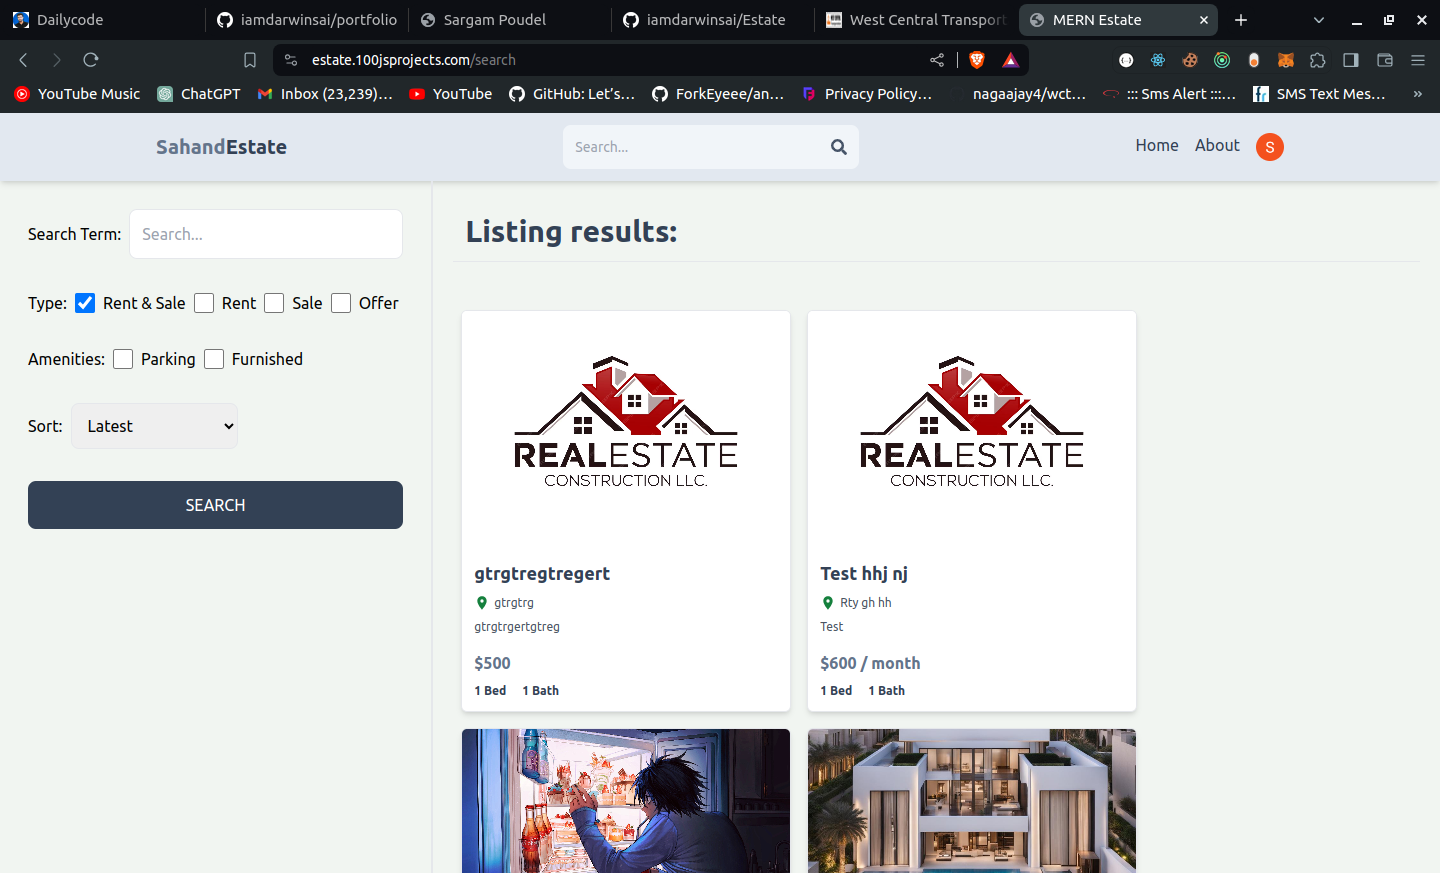 Dailycode
iamdarwinsai/portfolio
Sargam Poudel
iamdarwinsai/Estate
West Central Transport
MERN Estate
estate.100jsprojects.com/search
YouTube Music
ChatGPT
Inbox (23,239)...
YouTube
GitHub: Let's...
ForkEyeee/an...
Privacy Policy...
nagaajay4/wct...
::: Sms Alert :::...
SMS Text Mes...
»
SahandEstate
Search...
Home
About
S
Search Term:
Search...
Type:
Rent & Sale
Rent
Sale
Offer
Amenities:
Parking
Furnished
Sort:
Latest
SEARCH
Listing results:
REALESTATE
CONSTRUCTION LLC.
gtrgtregtregert
gtrgtrg
gtrgtrgertgtreg
$500
1 Bed
1 Bath
REALESTATE
CONSTRUCTION LLC.
Test hhj nj
Rty gh hh
Test
$600 / month
1 Bed
1 Bath